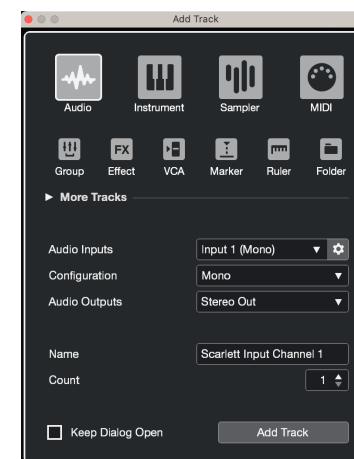 Add Track
Audio Instrument Sampler MIDI
FX
Group Effect VCA Marker Ruler Folder
More Tracks
Audio Inputs Input 1 (Mono)
Configuration Mono
Audio Outputs Stereo Out
Name Scarlett Input Channel 1
Count 1
Keep Dialog Open Add Track